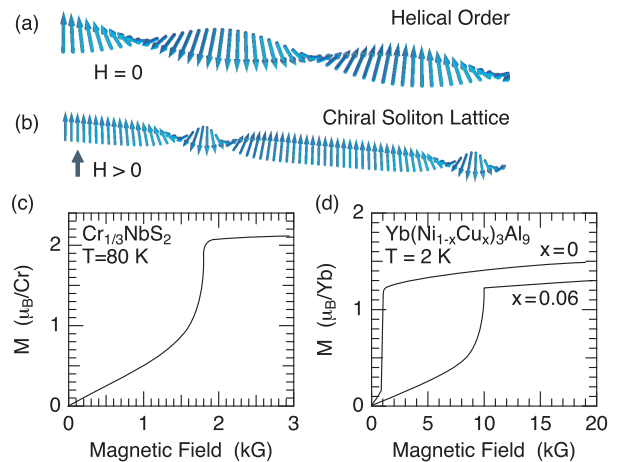 (a)
Helical Order
H = 0
(b)
Chiral Soliton Lattice
H > 0
(c)
Cr1/3NbS2
T=80 K
2
1
0
M (μB/Cr)
0 1 2 3
Magnetic Field (kG)
(d)
Yb(Ni1-xCux)3Al9
T = 2 K
x=0
x=0.06
2
1
0
M (μB/Yb)
0 5 10 15 20
Magnetic Field (kG)